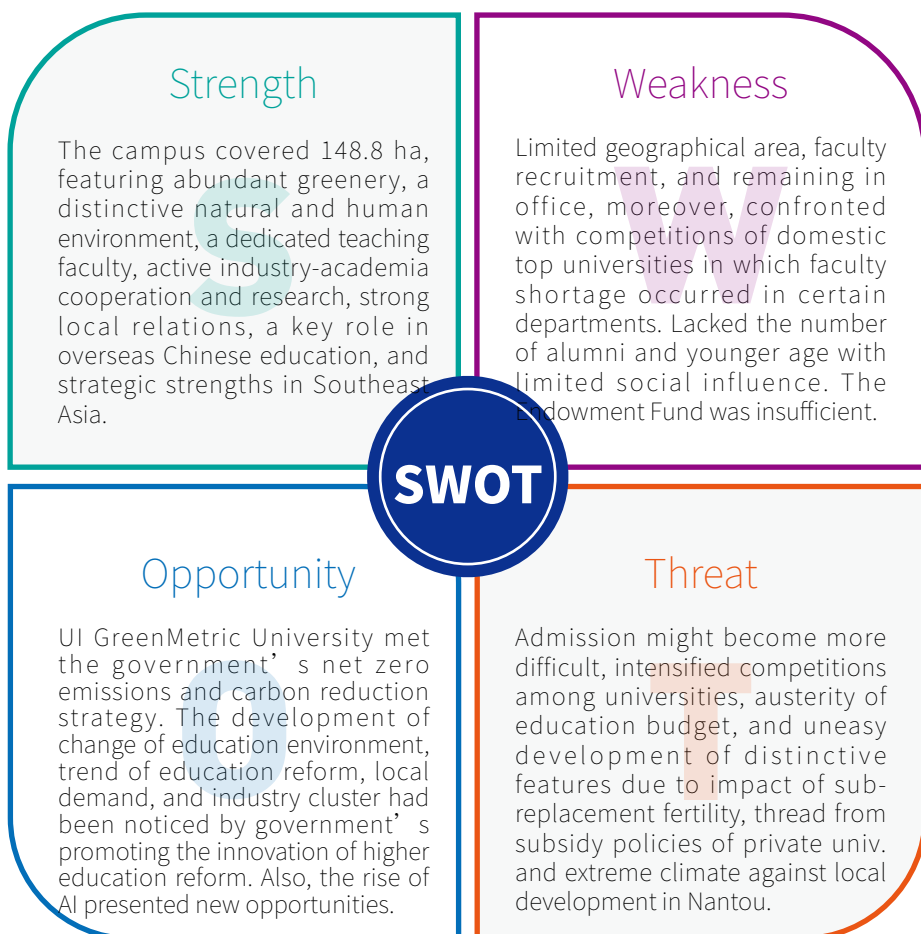 Strength
The campus covered 148.8 ha,
featuring abundant greenery, a
distinctive natural and human
environment, a dedicated teaching
faculty, active industry-academia
cooperation and research, strong
local relations, a key role in
overseas Chinese education, and
strategic strengths in Southeast
Asia.
S
Weakness
Limited geographical area, faculty
recruitment, and remaining in
office, moreover, confronted
with competitions of domestic
top universities in which faculty
shortage occurred in certain
departments. Lacked the number
of alumni and younger age with
limited social influence. The
Endowment Fund was insufficient.
W
SWOT
Opportunity
UI GreenMetric University met
the government’s net zero
emissions and carbon reduction
strategy. The development of
change of education environment,
trend of education reform, local
demand, and industry cluster had
been noticed by government’s
promoting the innovation of higher
education reform. Also, the rise of
AI presented new opportunities.
O
Threat
Admission might become more
difficult, intensified competitions
among universities, austerity of
education budget, and uneasy
development of distinctive
features due to impact of sub-
replacement fertility, thread from
subsidy policies of private univ.
and extreme climate against local
development in Nantou.
T